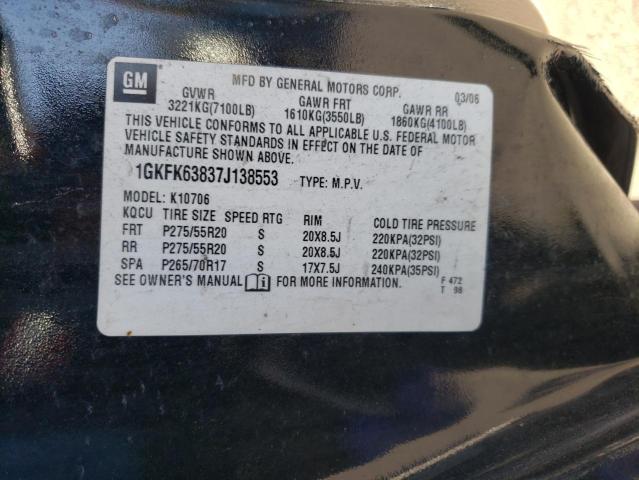 GM
MFD BY GENERAL MOTORS CORP.
03/06
GVWR GAWR FRT GAWR RR
3221KG(7100LB) 1610KG(3550LB) 1860KG(4100LB)
THIS VEHICLE CONFORMS TO ALL APPLICABLE U.S. FEDERAL MOTOR
VEHICLE SAFETY STANDARDS IN EFFECT ON THE DATE OF
MANUFACTURE SHOWN ABOVE.
1GKFK63837J138553 TYPE: M.P.V.
MODEL: K10706
KQCU TIRE SIZE SPEED RTG RIM COLD TIRE PRESSURE
FRT P275/55R20 S 20X8.5J 220KPA(32PSI)
RR P275/55R20 S 20X8.5J 220KPA(32PSI)
SPA P265/70R17 S 17X7.5J 240KPA(35PSI)
SEE OWNER'S MANUAL FOR MORE INFORMATION.
F 472
T 98